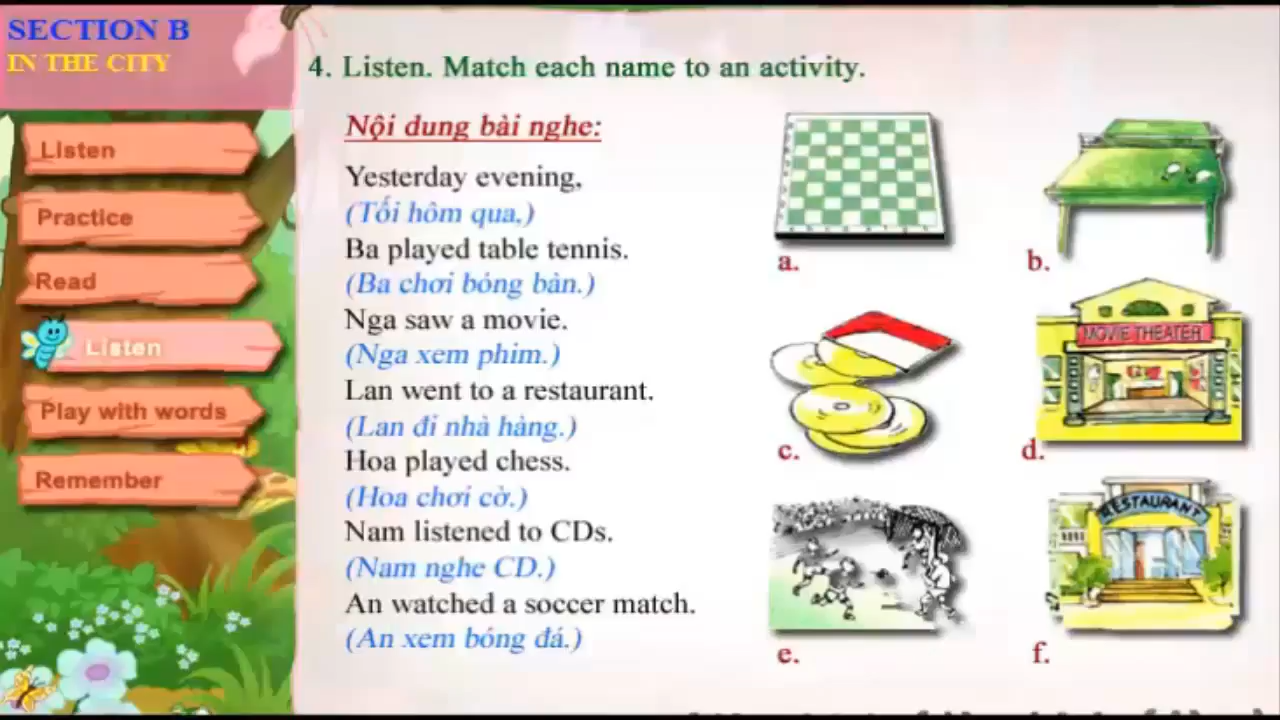 SECTION B
IN THE CITY
Listen
Practice
Read
Listen
Play with words
Remember
4. Listen. Match each name to an activity.
Nội dung bài nghe:
Yesterday evening,
(Tối hôm qua,)
Ba played table tennis.
(Ba chơi bóng bàn.)
Nga saw a movie.
(Nga xem phim.)
Lan went to a restaurant.
(Lan đi nhà hàng.)
Hoa played chess.
(Hoa chơi cờ.)
Nam listened to CDs.
(Nam nghe CD.)
An watched a soccer match.
(An xem bóng đá.)
a.
b.
c.
MOVIE THEATER
d.
e.
RESTAURANT
f.